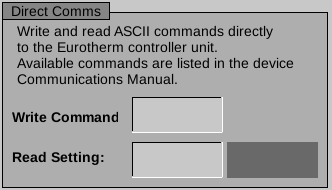 Direct Comms
Write and read ASCII commands directly
to the Eurotherm controller unit.
Available commands are listed in the device
Communications Manual.
Write Command
Read Setting: